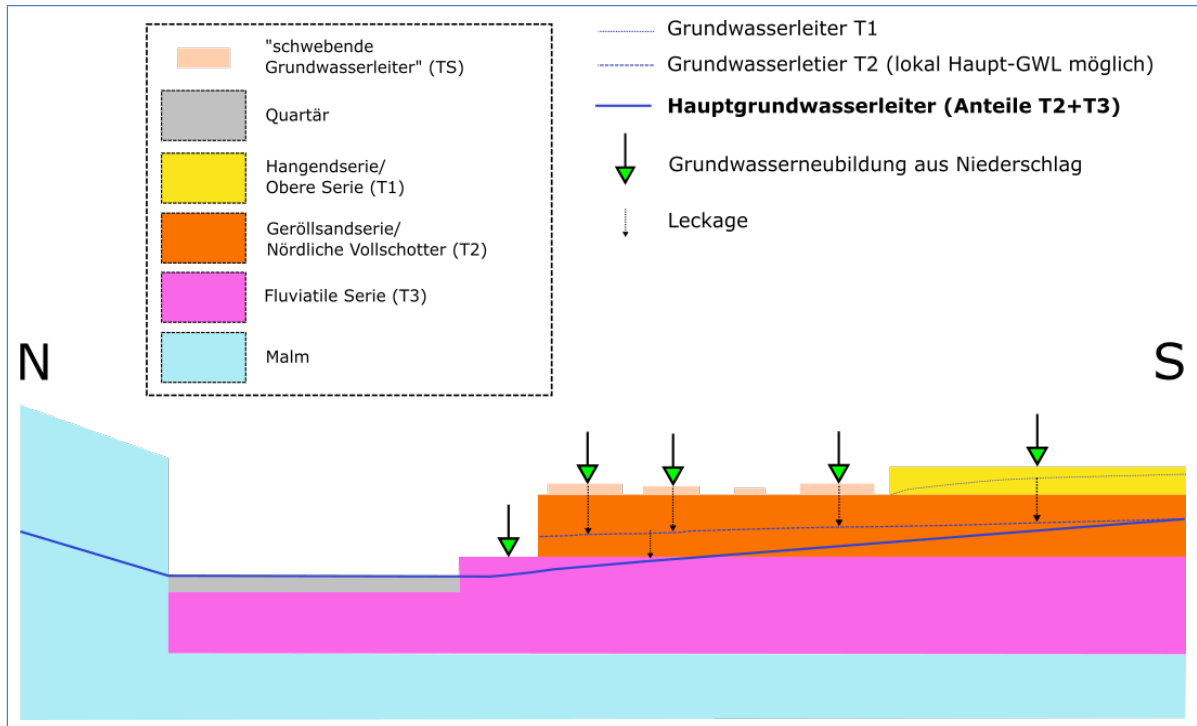 "schwebende
Grundwasserleiter" (TS)
Quartär
Hangendserie/
Obere Serie (T1)
Geröllsandserie/
Nördliche Vollschotter (T2)
Fluviatile Serie (T3)
Malm
Grundwasserleiter T1
Grundwasserletier T2 (lokal Haupt-GWL möglich)
Hauptgrundwasserleiter (Anteile T2+T3)
Grundwasserneubildung aus Niederschlag
Leckage
N
S